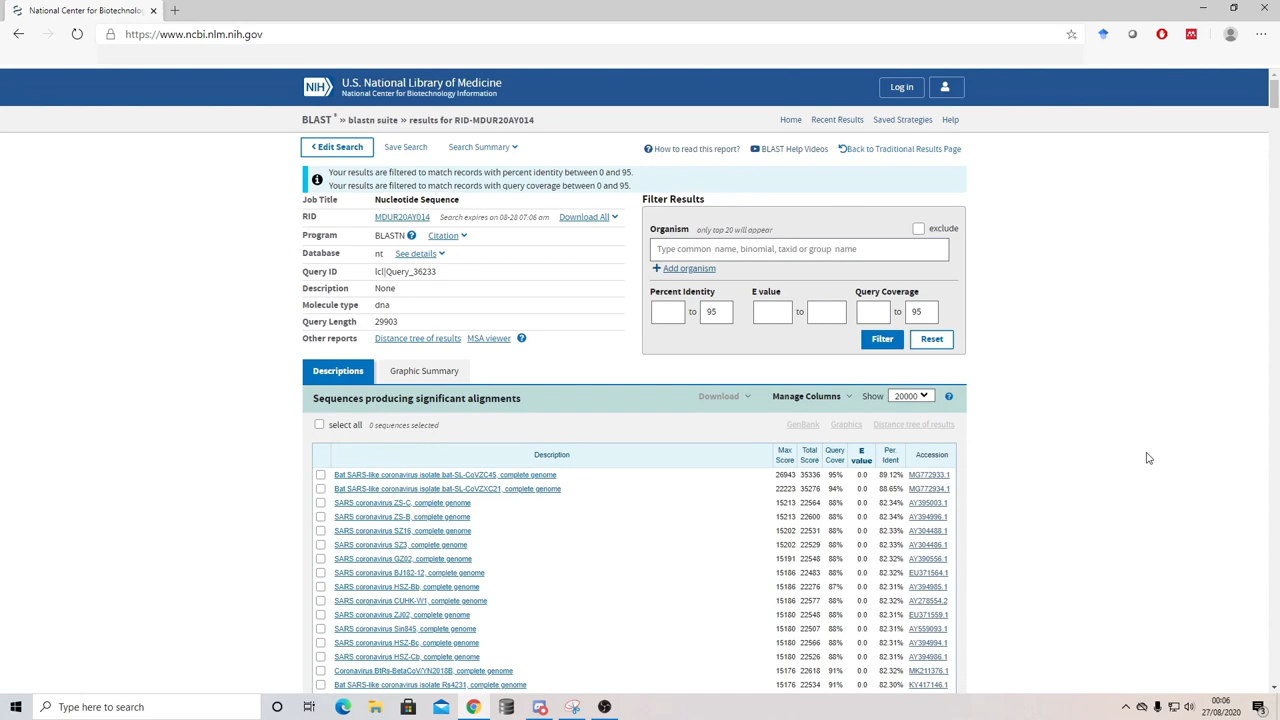 National Center for Biotechnolog
https://www.ncbi.nlm.nih.gov
NIH
U.S. National Library of Medicine
National Center for Biotechnology Information
Log in
BLAST ® » blastn suite » results for RID-MDUR20AY014
Home Recent Results Saved Strategies Help
Edit Search Save Search Search Summary
How to read this report? BLAST Help Videos Back to Traditional Results Page
Your results are filtered to match records with percent identity between 0 and 95.
Your results are filtered to match records with query coverage between 0 and 95.
Job Title Nucleotide Sequence
RID MDUR20AY014 Search expires on 08-28 07:06 am Download All
Program BLASTN Citation
Database nt See details
Query ID lcl|Query_36233
Description None
Molecule type dna
Query Length 29903
Other reports Distance tree of results MSA viewer
Filter Results
Organism only top 20 will appear exclude
Type common name, binomial, taxid or group name
Add organism
Percent Identity E value Query Coverage
to 95 to to 95
Filter Reset
Descriptions Graphic Summary
Sequences producing significant alignments Download Manage Columns Show 20000
select all 0 sequences selected GenBank Graphics Distance tree of results
Description Max Score Total Score Query Cover E value Per. Ident Accession
Bat SARS-like coronavirus isolate bat-SL-CoVZC45, complete genome 26943 35336 95% 0.0 89.12% MG772933.1
Bat SARS-like coronavirus isolate bat-SL-CoVZXC21, complete genome 22223 35276 94% 0.0 88.65% MG772934.1
SARS coronavirus ZS-C, complete genome 15213 22564 88% 0.0 82.34% AY395003.1
SARS coronavirus ZS-B, complete genome 15213 22600 88% 0.0 82.34% AY394996.1
SARS coronavirus SZ16, complete genome 15202 22531 88% 0.0 82.33% AY304488.1
SARS coronavirus SZ3, complete genome 15202 22529 88% 0.0 82.33% AY304486.1
SARS coronavirus GZ02, complete genome 15191 22548 88% 0.0 82.32% AY390556.1
SARS coronavirus BJ182-12, complete genome 15186 22483 88% 0.0 82.32% EU371564.1
SARS coronavirus HSZ-Bb, complete genome 15186 22276 87% 0.0 82.31% AY394985.1
SARS coronavirus CUHK-W1, complete genome 15186 22577 88% 0.0 82.32% AY278554.2
SARS coronavirus ZJ02, complete genome 15180 22548 88% 0.0 82.31% EU371559.1
SARS coronavirus Sin845, complete genome 15180 22587 88% 0.0 82.31% AY559093.1
SARS coronavirus HSZ-Bc, complete genome 15180 22566 88% 0.0 82.31% AY394994.1
SARS coronavirus HSZ-Cb, complete genome 15180 22526 88% 0.0 82.31% AY394986.1
Coronavirus BtRs-BetaCoV/YN2018B, complete genome 15176 22618 91% 0.0 82.31% MK211376.1
Bat SARS-like coronavirus isolate Rs4231, complete genome 15176 22534 91% 0.0 82.30% KY417146.1
Type here to search
00:06
27/08/2020
3